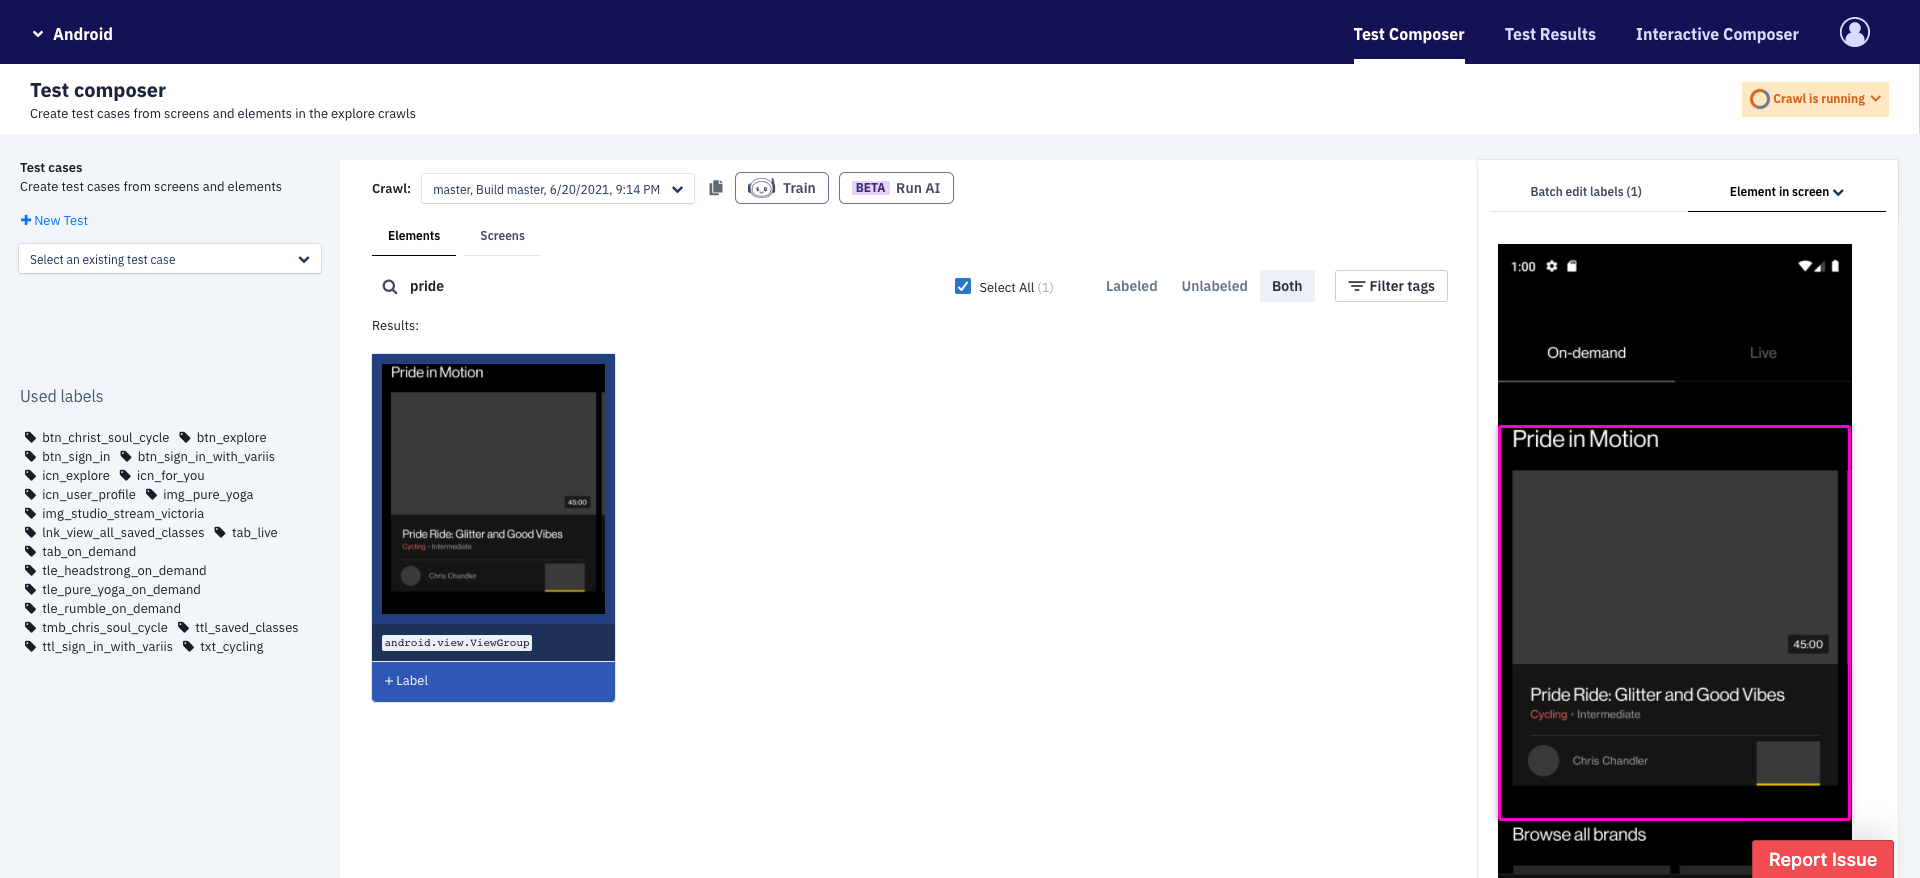 Android
Test Composer Test Results Interactive Composer
Test composer
Create test cases from screens and elements in the explore crawls
Crawl is running
Test cases
Create test cases from screens and elements
+ New Test
Select an existing test case
Used labels
btn_christ_soul_cycle btn_explore
btn_sign_in btn_sign_in_with_variis
icn_explore icn_for_you
icn_user_profile img_pure_yoga
img_studio_stream_victoria
lnk_view_all_saved_classes tab_live
tab_on_demand
tle_headstrong_on_demand
tle_pure_yoga_on_demand
tle_rumble_on_demand
tmb_chris_soul_cycle ttl_saved_classes
ttl_sign_in_with_variis txt_cycling
Crawl: master, Build master, 6/20/2021, 9:14 PM Train BETA Run AI
Elements Screens
pride Select All (1) Labeled Unlabeled Both Filter tags
Results:
Pride in Motion
45:00
Pride Ride: Glitter and Good Vibes
Cycling • Intermediate
Chris Chandler
android.view.ViewGroup
+ Label
Batch edit labels (1) Element in screen
1:00
On-demand Live
Pride in Motion
45:00
Pride Ride: Glitter and Good Vibes
Cycling • Intermediate
Chris Chandler
Browse all brands
Report Issue